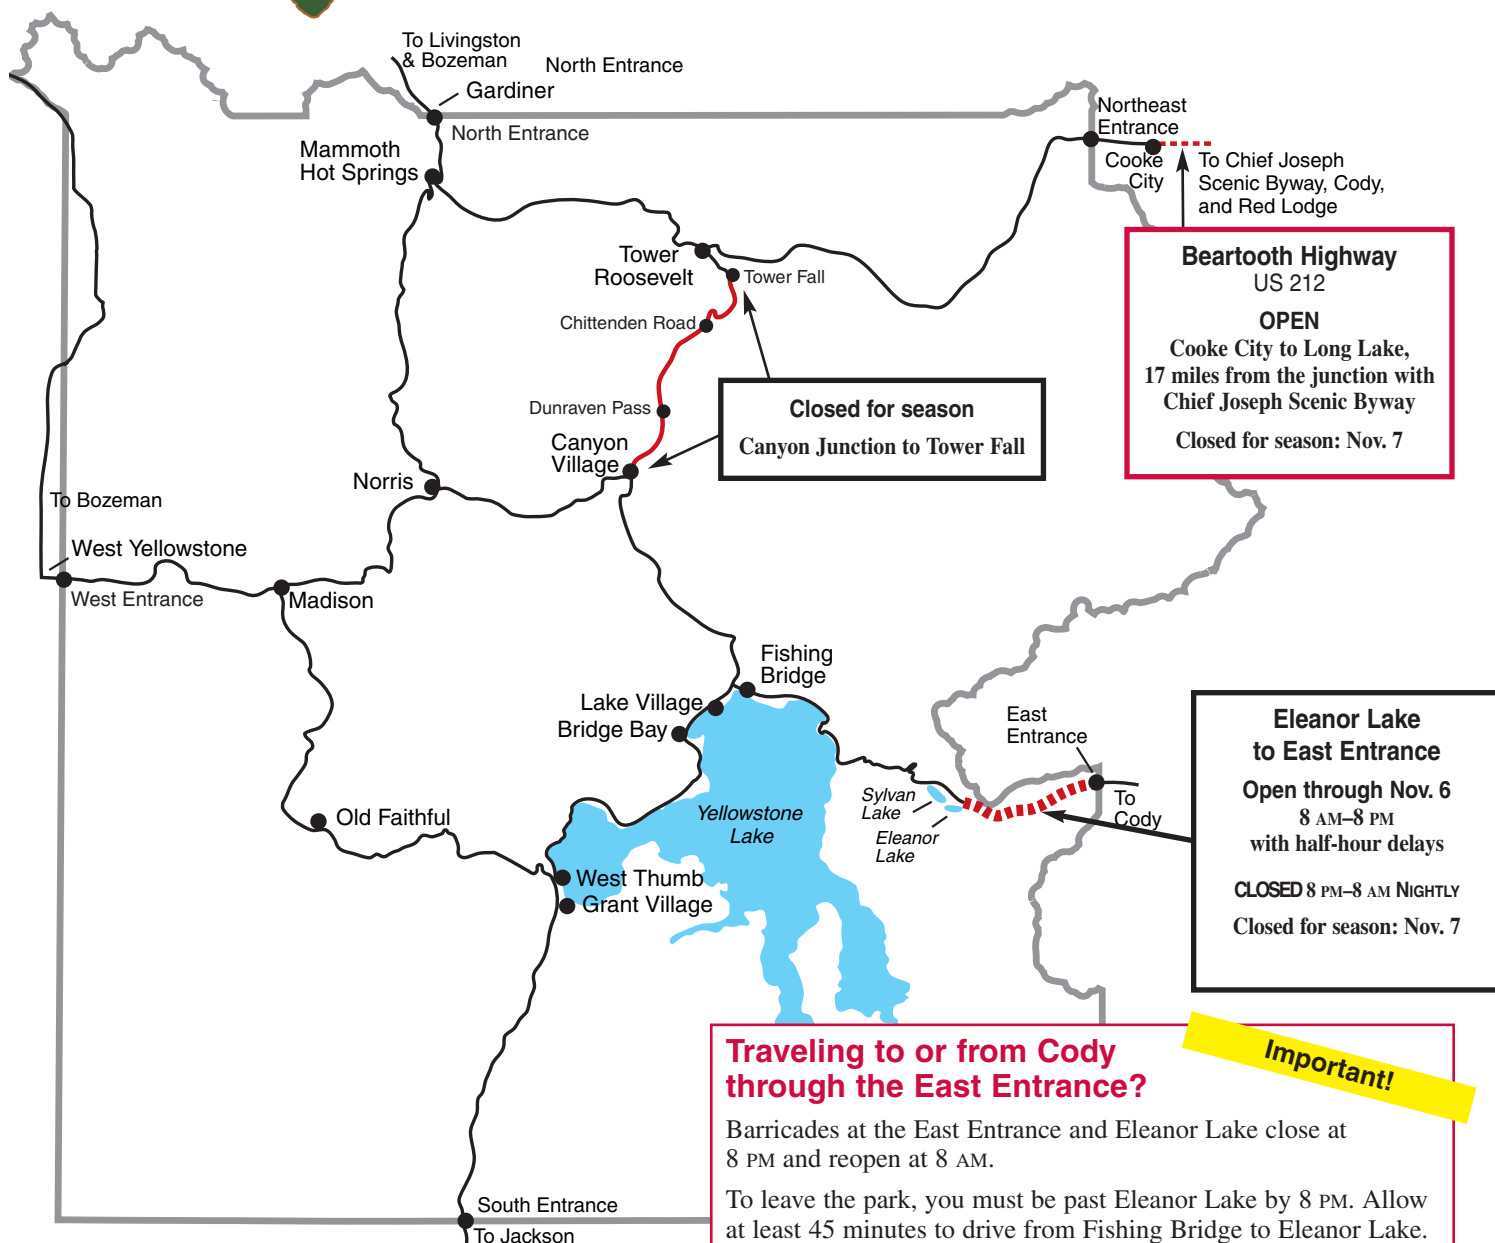 To Livingston
& Bozeman
North Entrance
Gardiner
North Entrance
Mammoth
Hot Springs
Northeast
Entrance
Cooke
City
To Chief Joseph
Scenic Byway, Cody,
and Red Lodge
Beartooth Highway
US 212
OPEN
Cooke City to Long Lake,
17 miles from the junction with
Chief Joseph Scenic Byway
Closed for season: Nov. 7
Tower
Roosevelt
Tower Fall
Chittenden Road
Dunraven Pass
Canyon
Village
Closed for season
Canyon Junction to Tower Fall
Norris
To Bozeman
West Yellowstone
West Entrance
Madison
Fishing
Bridge
Lake Village
Bridge Bay
East
Entrance
To
Cody
Sylvan
Lake
Eleanor
Lake
Yellowstone
Lake
Eleanor Lake
to East Entrance
Open through Nov. 6
8 AM–8 PM
with half-hour delays
CLOSED 8 PM–8 AM NIGHTLY
Closed for season: Nov. 7
Old Faithful
West Thumb
Grant Village
Important!
Traveling to or from Cody
through the East Entrance?
Barricades at the East Entrance and Eleanor Lake close at
8 PM and reopen at 8 AM.
To leave the park, you must be past Eleanor Lake by 8 PM. Allow
at least 45 minutes to drive from Fishing Bridge to Eleanor Lake.
South Entrance
To Jackson